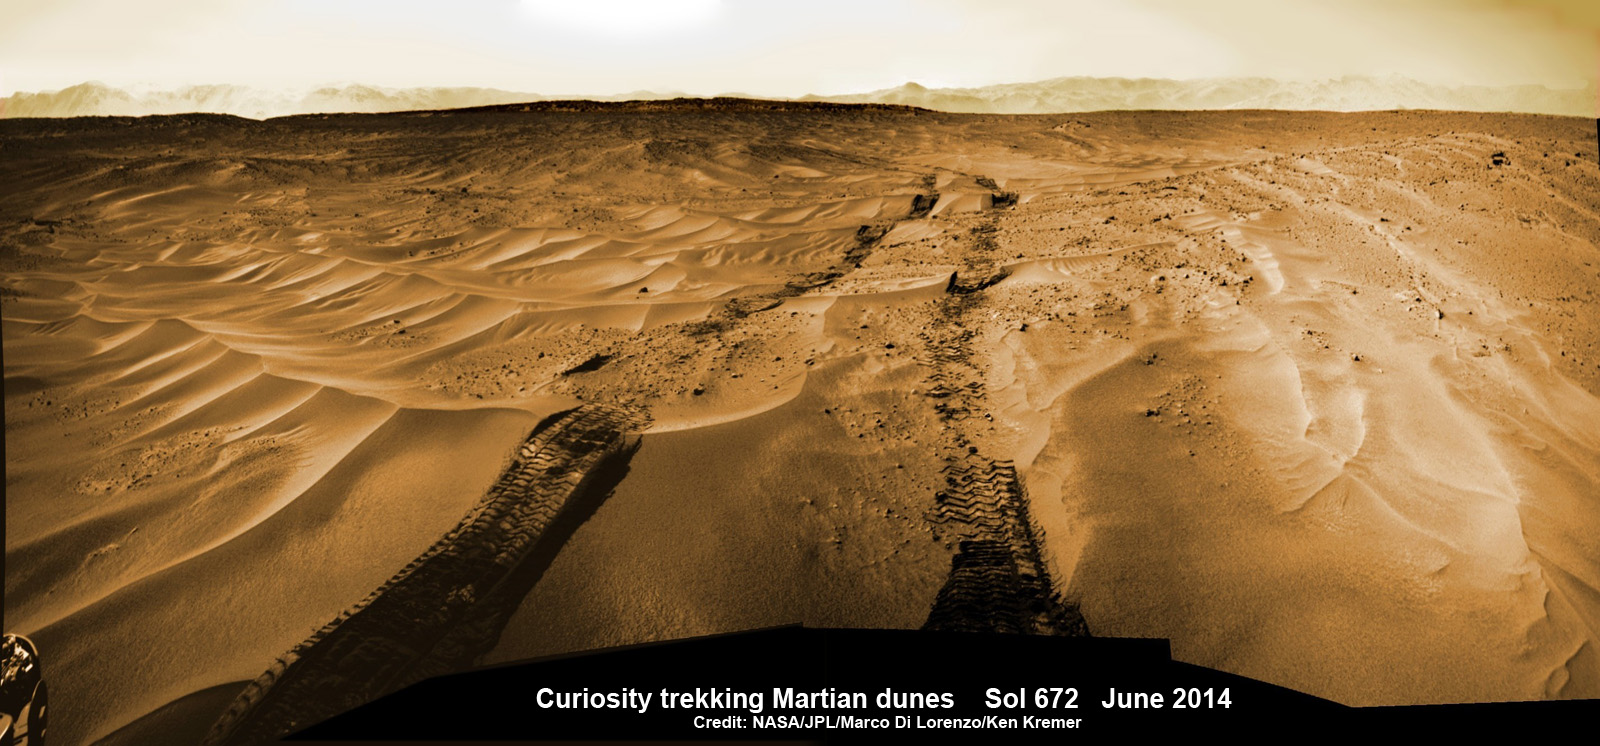 Curiosity trekking Martian dunes Sol 672 June 2014
Credit: NASA/JPL/Marco Di Lorenzo/Ken Kremer